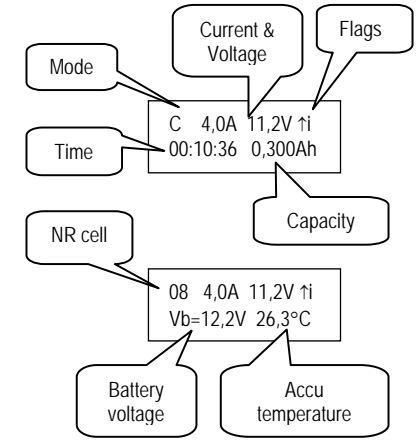 Current &
Voltage
Flags
Mode
C 4,0A 11,2V ↑i
00:10:36 0,300Ah
Time
Capacity
NR cell
08 4,0A 11,2V ↑i
Vb=12,2V 26,3°C
Battery
voltage
Accu
temperature